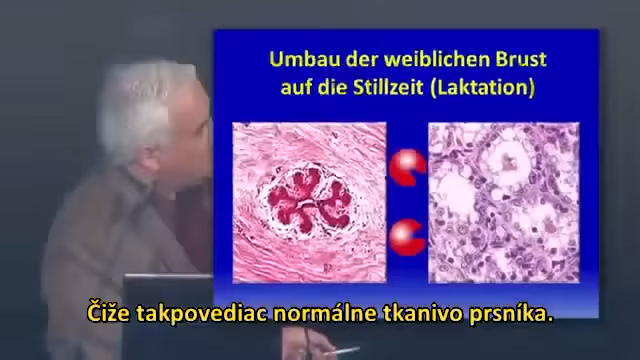 Umbau der weiblichen Brust
auf die Stillzeit (Laktation)
Čiže takpovediac normálne tkanivo prsníka.